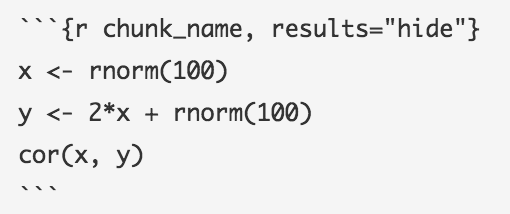 ```{r chunk_name, results="hide"}
x <- rnorm(100)
y <- 2*x + rnorm(100)
cor(x, y)
```